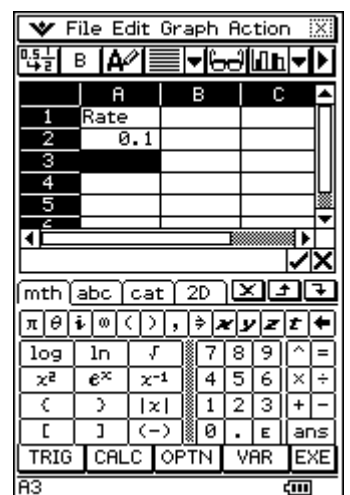 File Edit Graph Action
0.5 1 2 B A
A B C
1 Rate
2 0.1
3
4
5
mth abc cat 2D
π θ i ∞ ( ) , ⇒ x y z t
log ln √ 7 8 9 ^ =
x² eˣ x⁻¹ 4 5 6 × ÷
{ } |x| 1 2 3 + −
[ ] (−) 0 . E ans
TRIG CALC OPTN VAR EXE
A3